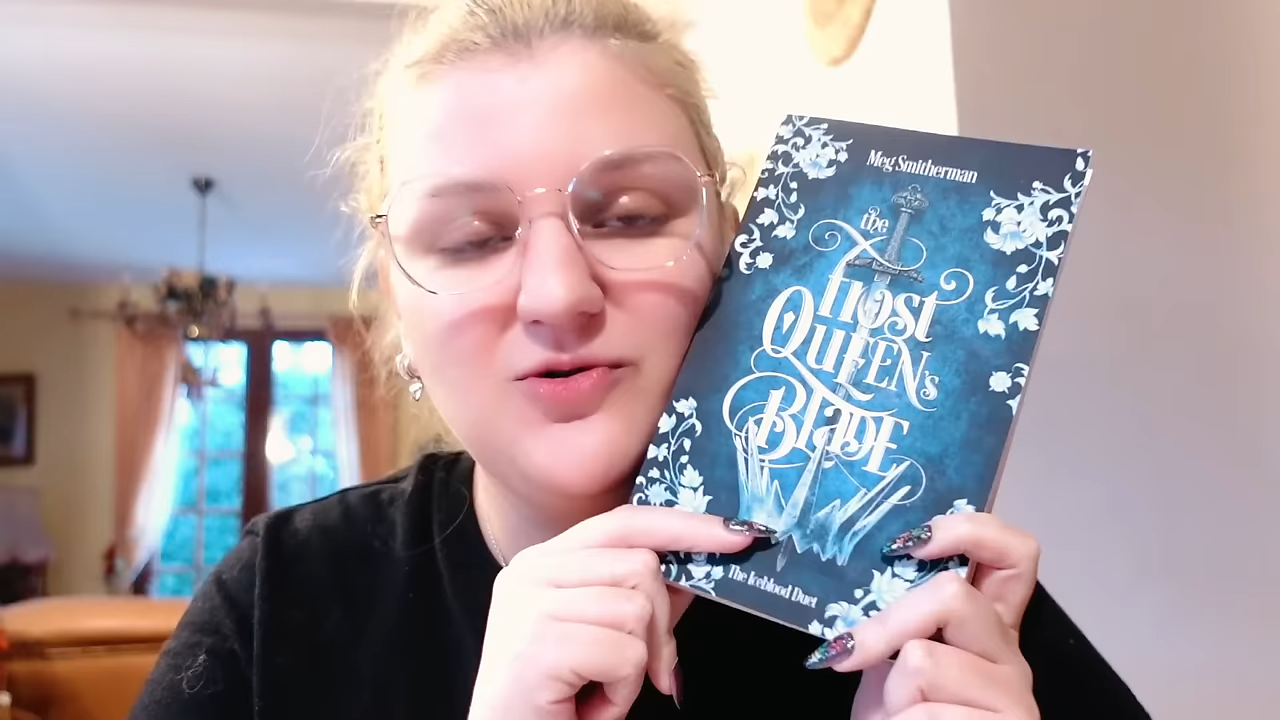 Meg Smitherman
the
Frost
Queen's
Blade
The Iceblood Duet